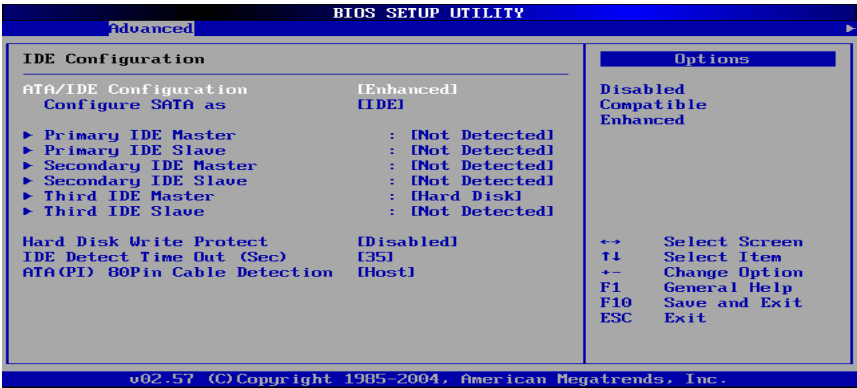 BIOS SETUP UTILITY
Advanced
IDE Configuration
ATA/IDE Configuration [Enhanced]
Configure SATA as [IDE]
▶ Primary IDE Master : [Not Detected]
▶ Primary IDE Slave : [Not Detected]
▶ Secondary IDE Master : [Not Detected]
▶ Secondary IDE Slave : [Not Detected]
▶ Third IDE Master : [Hard Disk]
▶ Third IDE Slave : [Not Detected]
Hard Disk Write Protect [Disabled]
IDE Detect Time Out (Sec) [35]
ATA(PI) 80Pin Cable Detection [Host]
Options
Disabled
Compatible
Enhanced
←→ Select Screen
↑↓ Select Item
+- Change Option
F1 General Help
F10 Save and Exit
ESC Exit
v02.57 (C)Copyright 1985-2004, American Megatrends, Inc.